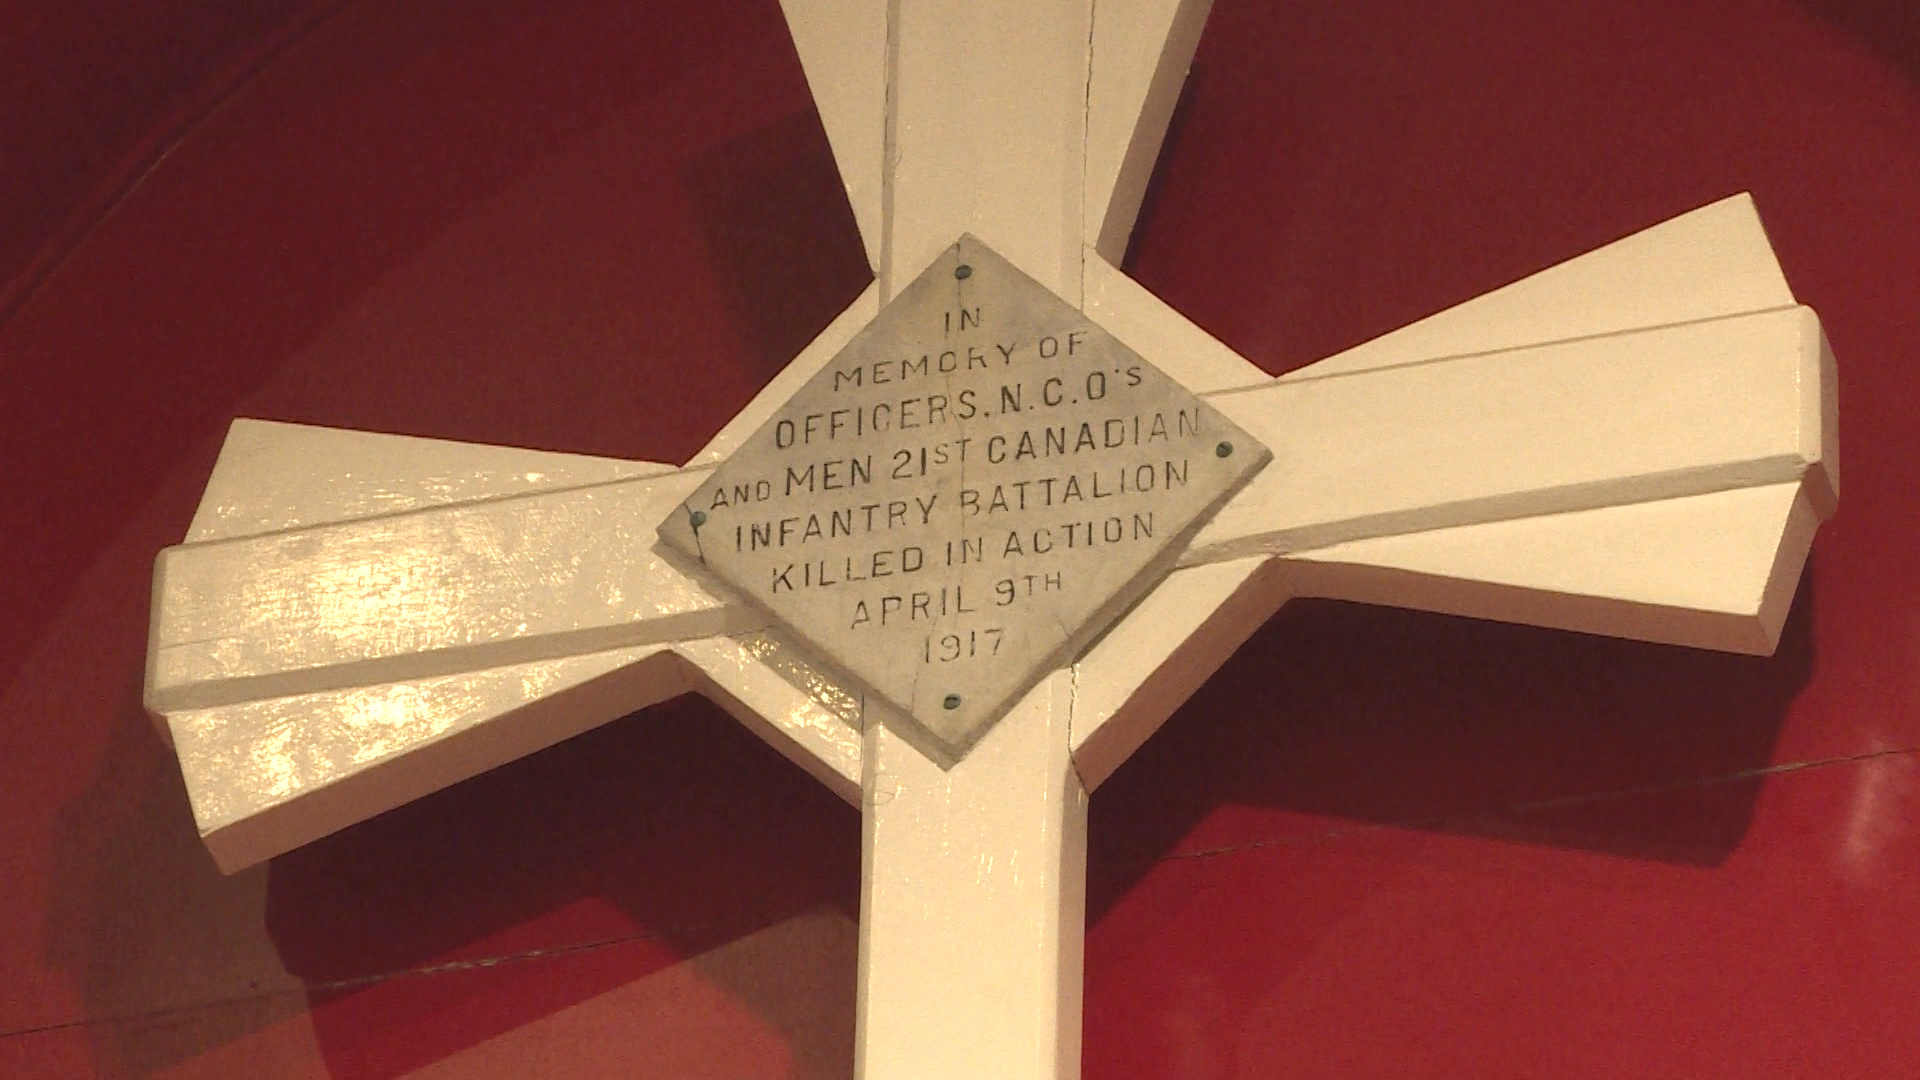 IN
MEMORY OF
OFFICERS. N.C.O's
AND MEN 21ST CANADIAN
INFANTRY BATTALION
KILLED IN ACTION
APRIL 9TH
1917